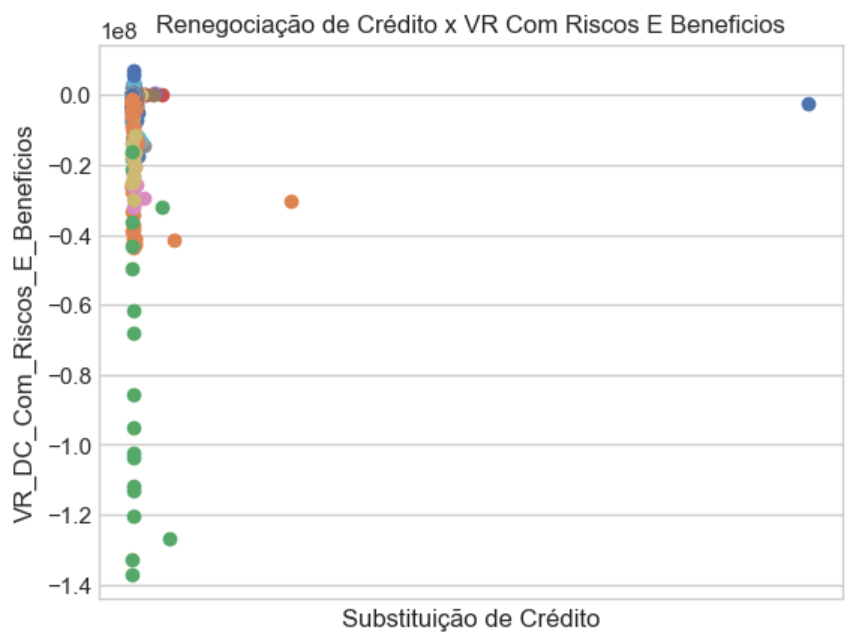 1e8
Renegociação de Crédito x VR Com Riscos E Beneficios
0.0
−0.2
−0.4
−0.6
−0.8
−1.0
−1.2
−1.4
VR_DC_Com_Riscos_E_Beneficios
Substituição de Crédito